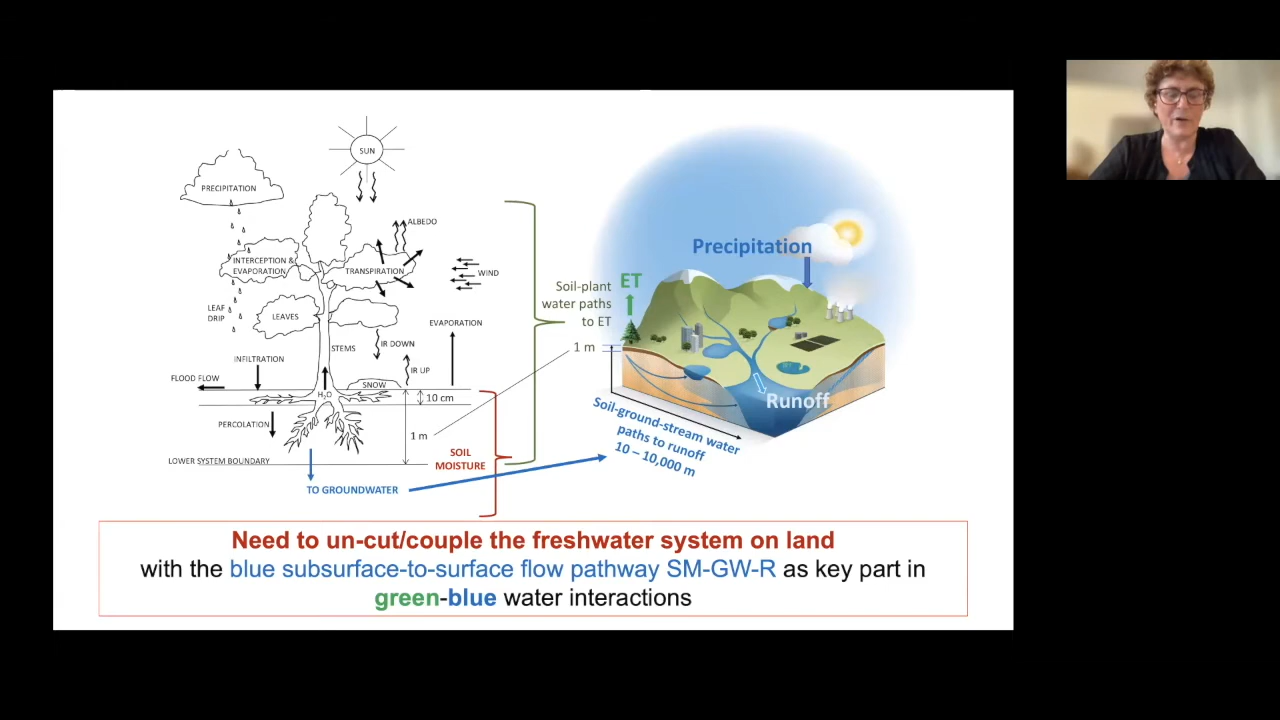 SUN
PRECIPITATION
ALBEDO
INTERCEPTION &
EVAPORATION
TRANSPIRATION
WIND
LEAF
DRIP
LEAVES
EVAPORATION
STEMS
IR DOWN
INFILTRATION
IR UP
FLOOD FLOW
SNOW
H₂O
10 cm
PERCOLATION
1 m
LOWER SYSTEM BOUNDARY
SOIL
MOISTURE
TO GROUNDWATER
Soil-plant
water paths
to ET
1 m
ET
Precipitation
ET
Runoff
Soil-ground-stream water
paths to runoff
10 – 10,000 m
Need to un-cut/couple the freshwater system on land
with the blue subsurface-to-surface flow pathway SM-GW-R as key part in
green-blue water interactions